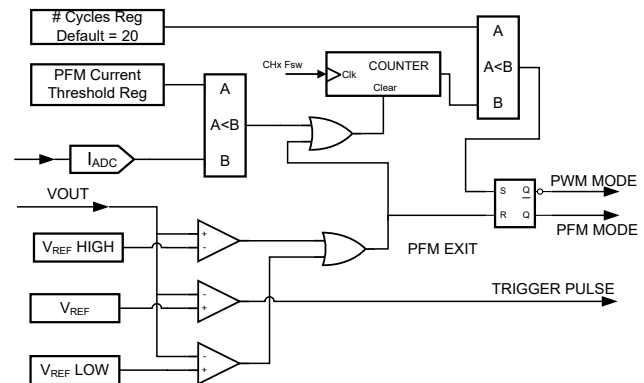 # Cycles Reg
Default = 20
PFM Current
Threshold Reg
A
A<B
B
IADC
CHx Fsw
Clk
COUNTER
Clear
A
A<B
B
VOUT
VREF HIGH
+
-
VREF
-
+
VREF LOW
-
+
PFM EXIT
S
Q
R
Q
PWM MODE
PFM MODE
TRIGGER PULSE